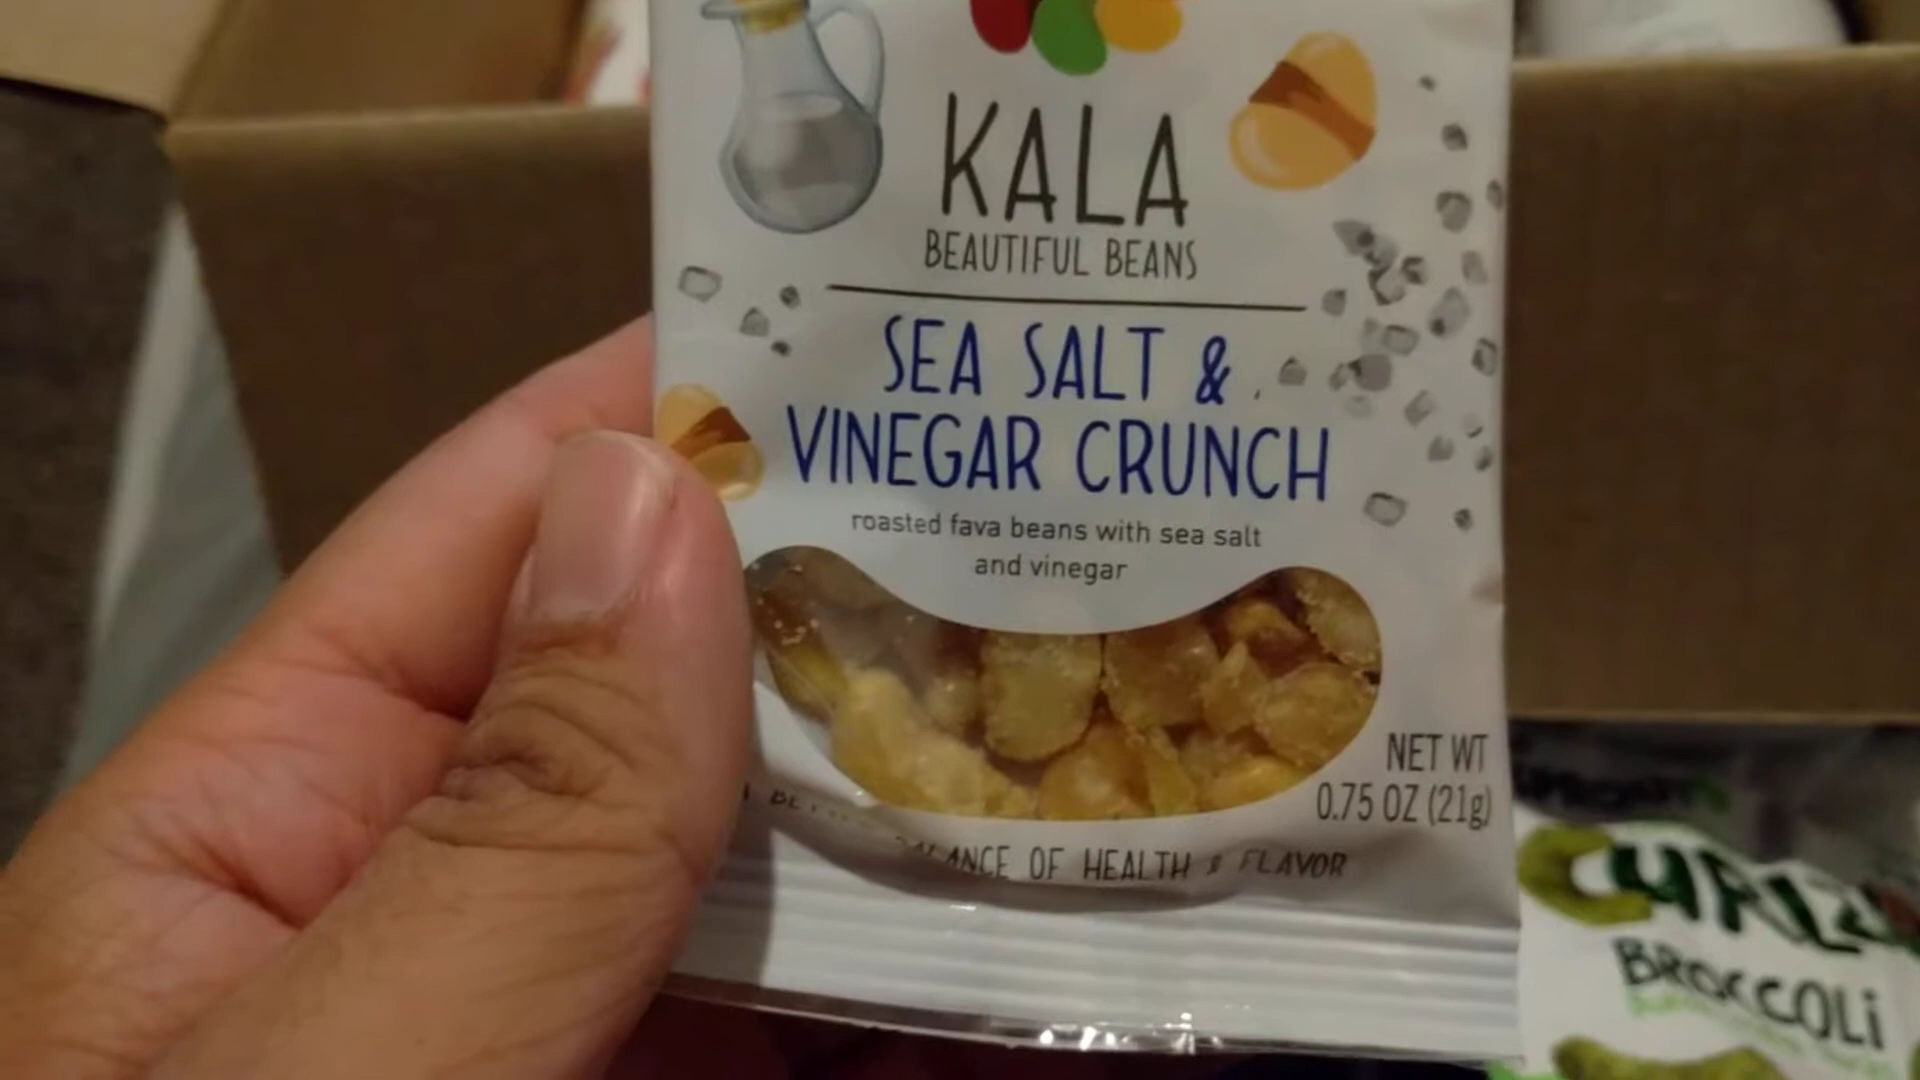 KALA
BEAUTIFUL BEANS
SEA SALT &
VINEGAR CRUNCH
roasted fava beans with sea salt
and vinegar
NET WT
0.75 OZ (21g)
OF HEALTH & FLAVOR
BROCCOLi